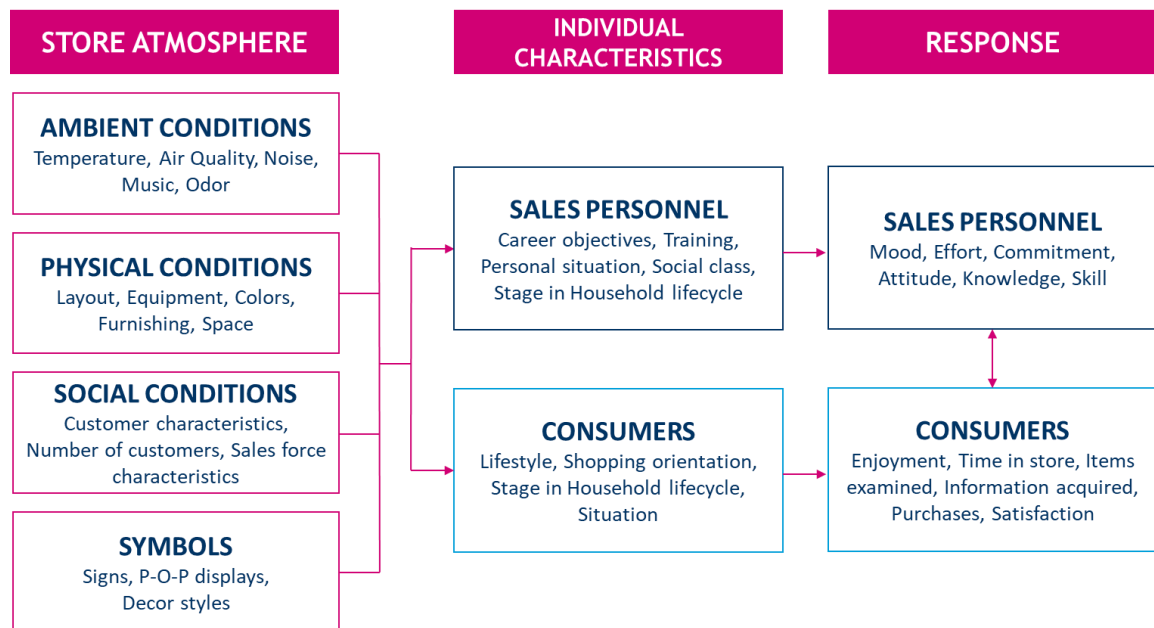 STORE ATMOSPHERE
AMBIENT CONDITIONS
Temperature, Air Quality, Noise,
Music, Odor
PHYSICAL CONDITIONS
Layout, Equipment, Colors,
Furnishing, Space
SOCIAL CONDITIONS
Customer characteristics,
Number of customers, Sales force
characteristics
SYMBOLS
Signs, P-O-P displays,
Decor styles
INDIVIDUAL
CHARACTERISTICS
SALES PERSONNEL
Career objectives, Training,
Personal situation, Social class,
Stage in Household lifecycle
CONSUMERS
Lifestyle, Shopping orientation,
Stage in Household lifecycle,
Situation
RESPONSE
SALES PERSONNEL
Mood, Effort, Commitment,
Attitude, Knowledge, Skill
CONSUMERS
Enjoyment, Time in store, Items
examined, Information acquired,
Purchases, Satisfaction